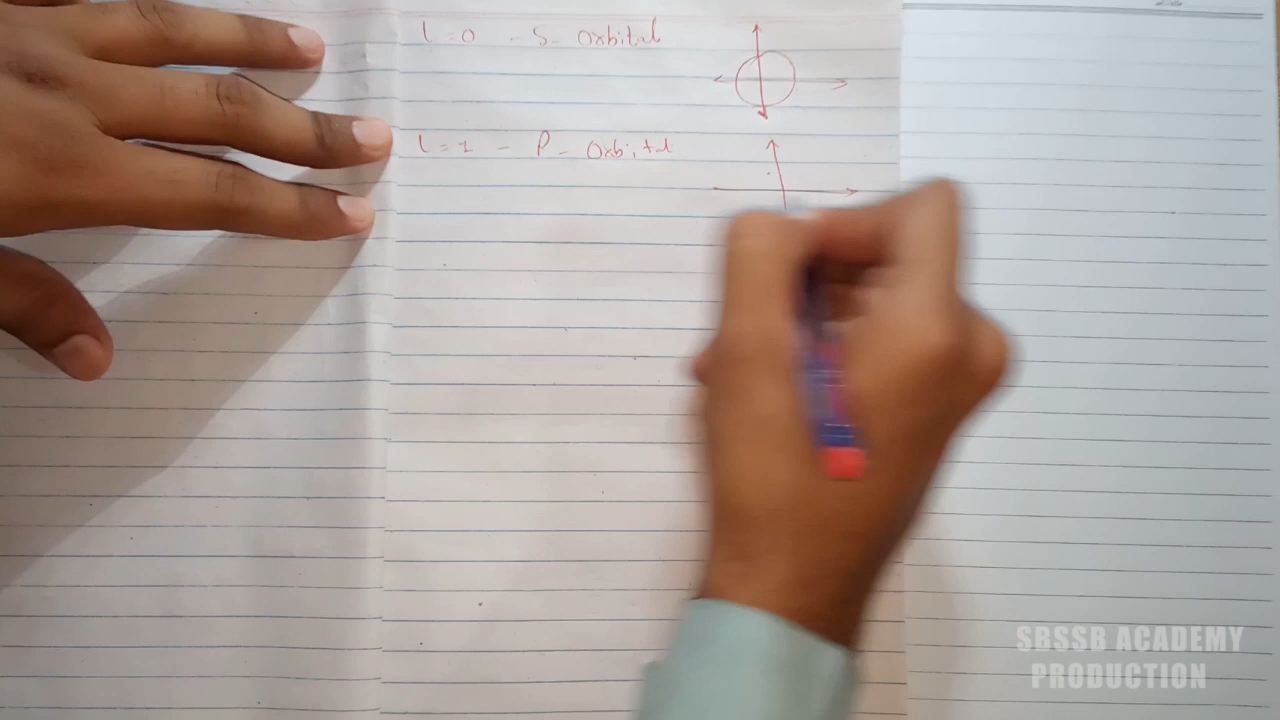 l = 0 - S - Orbital
l = 1 - P - Orbital
SBSSB ACADEMY
PRODUCTION